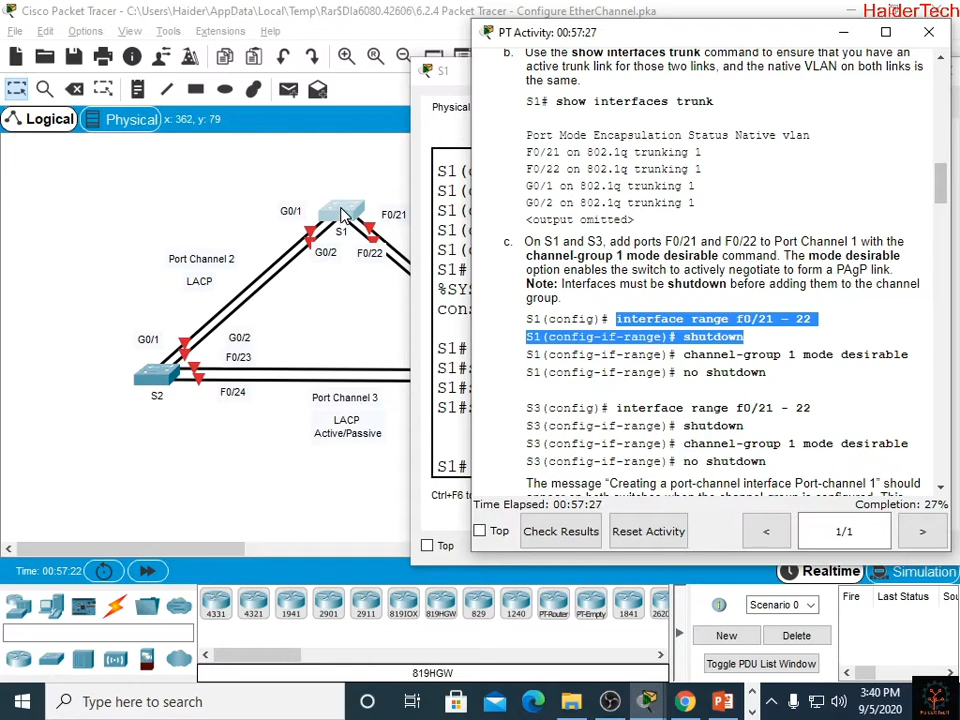 Cisco Packet Tracer - C:\Users\Haider\AppData\Local\Temp\Rar$DIa6080.42606\6.2.4 Packet Tracer - Configure EtherChannel.pka
HaiderTech
File Edit Options View Tools Extensions Help
PT Activity: 00:57:27
S1
Logical
Physical x: 362, y: 79
Physical
b. Use the show interfaces trunk command to ensure that you have an
active trunk link for those two links, and the native VLAN on both links is
the same.
S1# show interfaces trunk
Port Mode Encapsulation Status Native vlan
F0/21 on 802.1q trunking 1
F0/22 on 802.1q trunking 1
G0/1 on 802.1q trunking 1
G0/2 on 802.1q trunking 1
<output omitted>
c. On S1 and S3, add ports F0/21 and F0/22 to Port Channel 1 with the
channel-group 1 mode desirable command. The mode desirable
option enables the switch to actively negotiate to form a PAgP link.
Note: Interfaces must be shutdown before adding them to the channel
group.
S1(config)# interface range f0/21 – 22
S1(config-if-range)# shutdown
S1(config-if-range)# channel-group 1 mode desirable
S1(config-if-range)# no shutdown
S3(config)# interface range f0/21 - 22
S3(config-if-range)# shutdown
S3(config-if-range)# channel-group 1 mode desirable
S3(config-if-range)# no shutdown
The message “Creating a port-channel interface Port-channel 1” should
Time Elapsed: 00:57:27
Completion: 27%
Top
Check Results
Reset Activity
<
1/1
>
G0/1
F0/21
S1
G0/2
F0/22
Port Channel 2
LACP
G0/1
G0/2
F0/23
S2
F0/24
Port Channel 3
LACP
Active/Passive
S1(
S1(
S1(
S1(
S1(
S1#
%SY
con
S1#
S1#
S1#
S1#
S1#
Ctrl+F6 t
Top
Time: 00:57:22
Realtime
Simulation
4331 4321 1941 2901 2911 819IOX 819HGW 829 1240 PT-Router PT-Empty 1841 2620
819HGW
Scenario 0
New
Delete
Toggle PDU List Window
Fire Last Status Sou
Type here to search
3:40 PM
9/5/2020